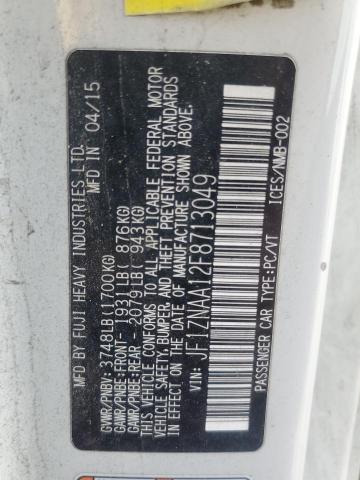 MFD BY FUJI HEAVY INDUSTRIES LTD.
MFD IN 04/15
GVWR/PNBV: 3748LB(1700KG)
GAWR/PNBE:FRONT- 1931LB( 876KG)
GAWR/PNBE:REAR - 2079LB( 943KG)
THIS VEHICLE CONFORMS TO ALL APPLICABLE FEDERAL MOTOR
VEHICLE SAFETY, BUMPER, AND THEFT PREVENTION STANDARDS
IN EFFECT ON THE DATE OF MANUFACTURE SHOWN ABOVE.
VIN: JF1ZNAA12F8713049
PASSENGER CAR TYPE:PC/VT
ICES/NMB-002